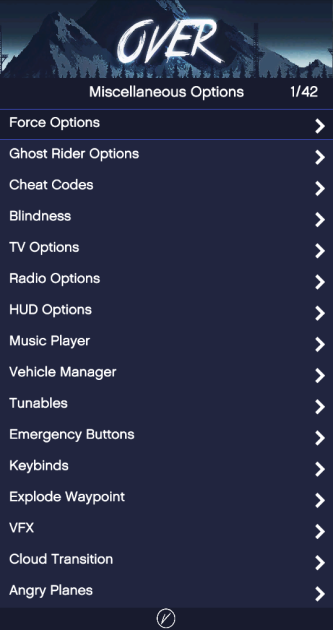 OVER
Miscellaneous Options 1/42
Force Options
Ghost Rider Options
Cheat Codes
Blindness
TV Options
Radio Options
HUD Options
Music Player
Vehicle Manager
Tunables
Emergency Buttons
Keybinds
Explode Waypoint
VFX
Cloud Transition
Angry Planes